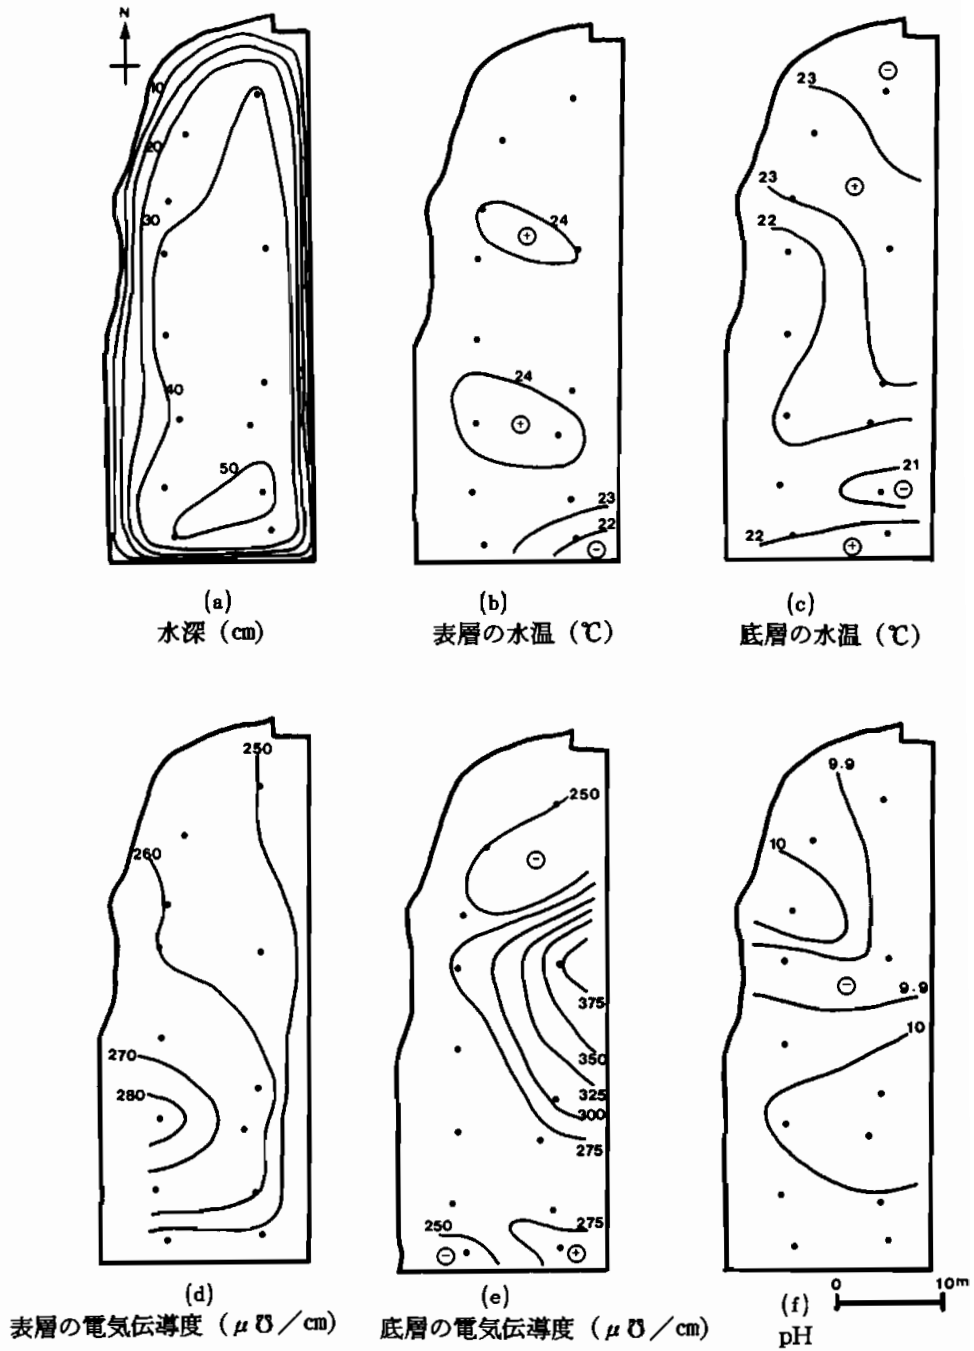 N
10
20
30
40
50
(a)
水深 (cm)
24
+
24
+
23
22
−
(b)
表層の水温 (℃)
23
−
23
+
22
21
−
22
+
(c)
底層の水温 (℃)
250
260
270
280
(d)
表層の電気伝導度 (μ℧/cm)
250
−
375
350
325
300
275
250
275
−
+
(e)
底層の電気伝導度 (μ℧/cm)
9.9
10
−
9.9
10
0 10m
(f)
pH